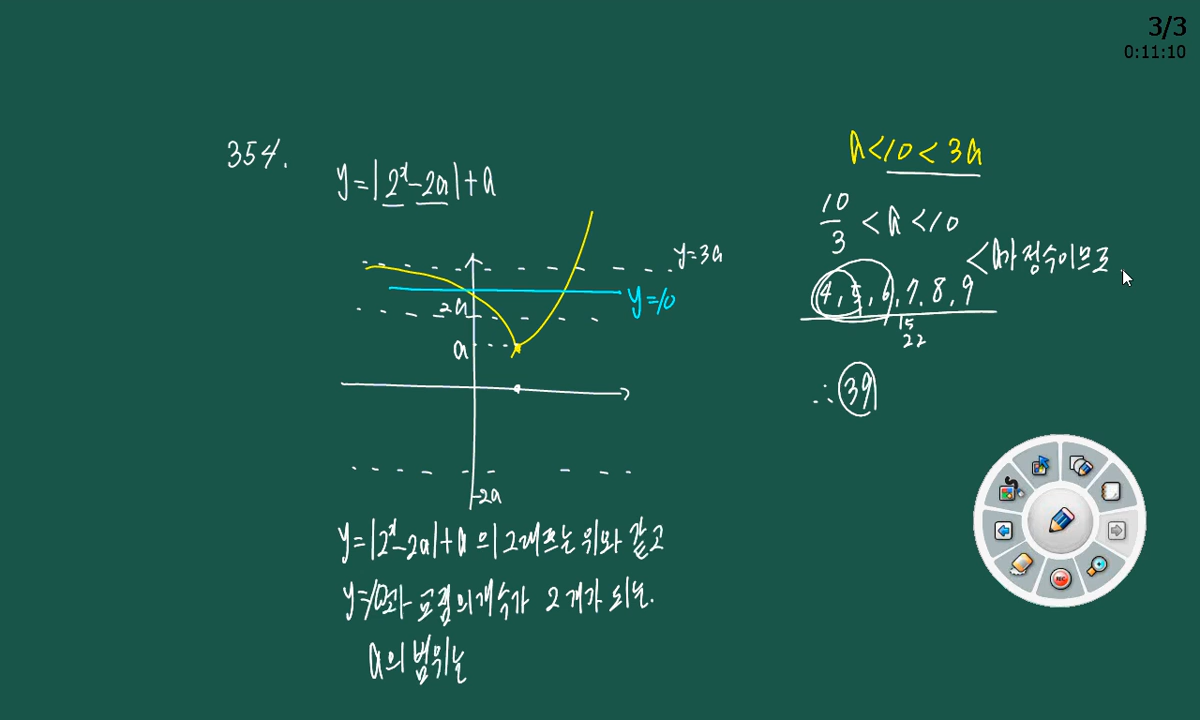 3/3
0:11:10
354.
y=|2^x-2a|+a
y=3a
y=10
2a
a
-2a
y=|2^x-2a|+a 의 그래프는 위와 같고
y=10과 교점의 개수가 2개가 되는.
a의 범위는
a<10<3a
10/3 <a<10
<a가 정수이므로
4,5,6,7,8,9
15
22
∴ 39